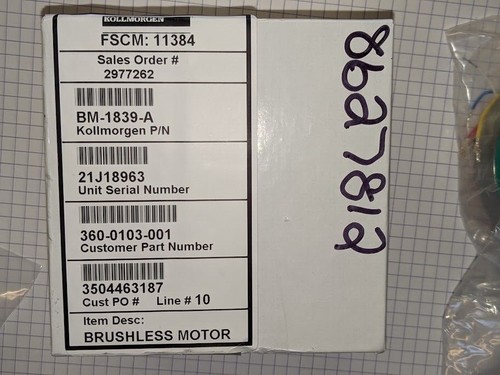 KOLLMORGEN
FSCM: 11384
Sales Order #
2977262
BM-1839-A
Kollmorgen P/N
21J18963
Unit Serial Number
360-0103-001
Customer Part Number
3504463187
Cust PO # Line # 10
Item Desc:
BRUSHLESS MOTOR
8627812